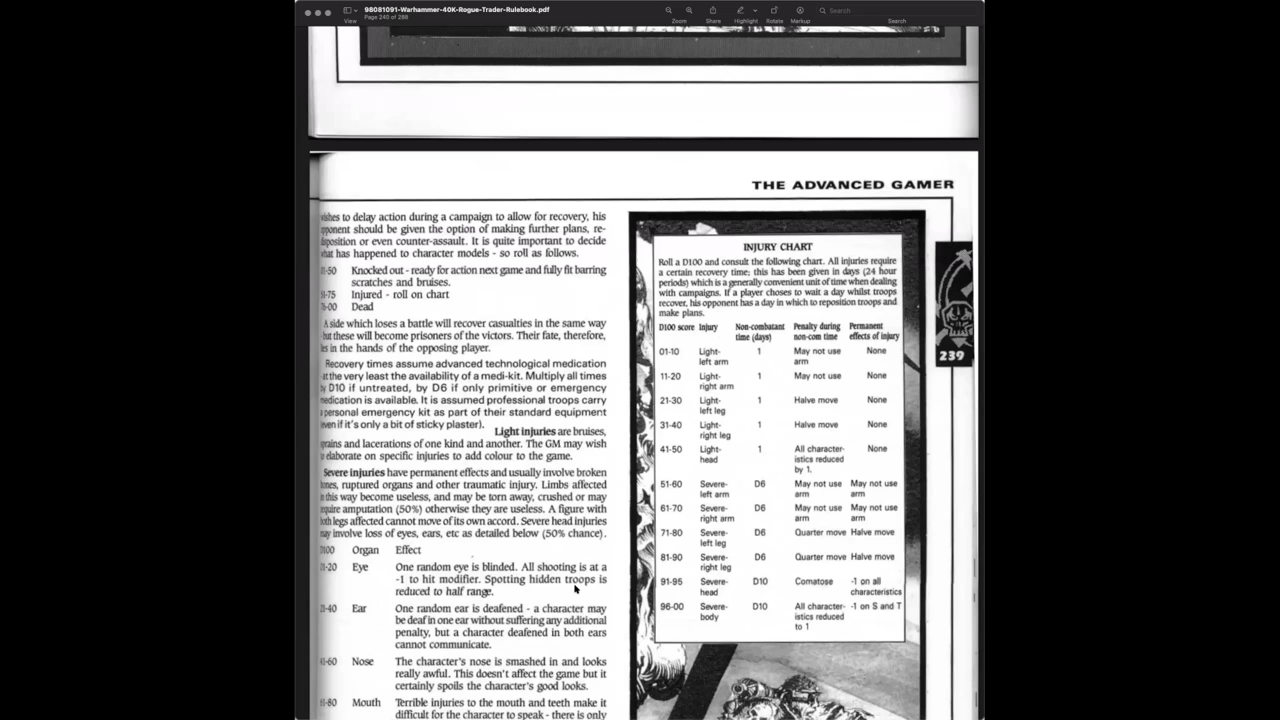 98081091-Warhammer-40K-Rogue-Trader-Rulebook.pdf
Page 240 of 288
View
Zoom
Share
Highlight
Rotate
Markup
Search
Search
THE ADVANCED GAMER
to delay action during a campaign to allow for recovery, his
should be given the option of making further plans, re-
or even counter-assault. It is quite important to decide
has happened to character models - so roll as follows.
-50 Knocked out - ready for action next game and fully fit barring
scratches and bruises.
-75 Injured - roll on chart
-00 Dead
A side which loses a battle will recover casualties in the same way
but these will become prisoners of the victors. Their fate, therefore,
in the hands of the opposing player.
Recovery times assume advanced technological medication
at the very least the availability of a medi-kit. Multiply all times
by D10 if untreated, by D6 if only primitive or emergency
medication is available. It is assumed professional troops carry
a personal emergency kit as part of their standard equipment
(even if it's only a bit of sticky plaster).
Light injuries are bruises,
sprains and lacerations of one kind and another. The GM may wish
to elaborate on specific injuries to add colour to the game.
Severe injuries have permanent effects and usually involve broken
bones, ruptured organs and other traumatic injury. Limbs affected
in this way become useless, and may be torn away, crushed or may
require amputation (50%) otherwise they are useless. A figure with
both legs affected cannot move of its own accord. Severe head injuries
may involve loss of eyes, ears, etc as detailed below (50% chance).
D100 Organ Effect
-20 Eye One random eye is blinded. All shooting is at a
-1 to hit modifier. Spotting hidden troops is
reduced to half range.
-40 Ear One random ear is deafened - a character may
be deaf in one ear without suffering any additional
penalty, but a character deafened in both ears
cannot communicate.
-60 Nose The character's nose is smashed in and looks
really awful. This doesn't affect the game but it
certainly spoils the character's good looks.
-80 Mouth Terrible injuries to the mouth and teeth make it
difficult for the character to speak - there is only
INJURY CHART
Roll a D100 and consult the following chart. All injuries require
a certain recovery time; this has been given in days (24 hour
periods) which is a generally convenient unit of time when dealing
with campaigns. If a player choses to wait a day whilst troops
recover, his opponent has a day in which to reposition troops and
make plans.
D100 score Injury Non-combatant Penalty during Permanent
time (days) non-com time effects of injury
01-10 Light- 1 May not use None
left arm arm
11-20 Light- 1 May not use None
right arm
21-30 Light- 1 Halve move None
left leg
31-40 Light- 1 Halve move None
right leg
41-50 Light- 1 All character- None
head istics reduced
by 1.
51-60 Severe- D6 May not use May not use
left arm arm arm
61-70 Severe- D6 May not use May not use
right arm arm arm
71-80 Severe- D6 Quarter move Halve move
left leg
81-90 Severe- D6 Quarter move Halve move
right leg
91-95 Severe- D10 Comatose -1 on all
head characteristics
96-00 Severe- D10 All character- -1 on S and T
body istics reduced
to 1
239